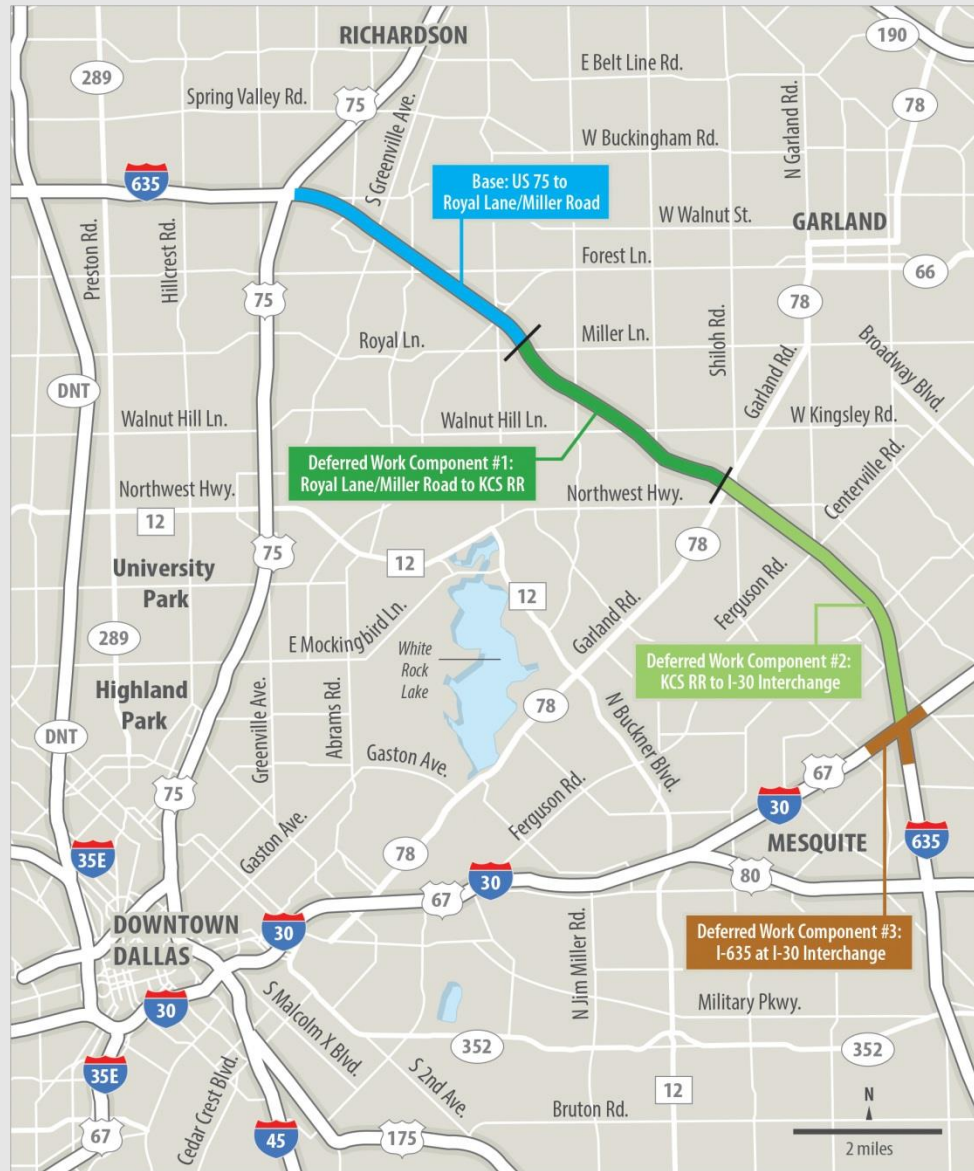 RICHARDSON
190
E Belt Line Rd.
289
Spring Valley Rd.
75
S Greenville Ave.
N Garland Rd.
78
W Buckingham Rd.
635
Base: US 75 to
Royal Lane/Miller Road
W Walnut St.
GARLAND
Preston Rd.
Hillcrest Rd.
Forest Ln.
66
75
78
Royal Ln.
Miller Ln.
Shiloh Rd.
Garland Rd.
Broadway Blvd.
DNT
Walnut Hill Ln.
Walnut Hill Ln.
W Kingsley Rd.
Deferred Work Component #1:
Royal Lane/Miller Road to KCS RR
Centerville Rd.
Northwest Hwy.
Northwest Hwy.
12
75
78
University
Park
12
12
Ferguson Rd.
289
E Mockingbird Ln.
White
Rock
Lake
Garland Rd.
Deferred Work Component #2:
KCS RR to I-30 Interchange
Highland
Park
Greenville Ave.
Abrams Rd.
78
N Buckner Blvd.
DNT
Gaston Ave.
67
75
30
Gaston Ave.
Ferguson Rd.
MESQUITE
635
35E
78
80
30
67
DOWNTOWN
DALLAS
30
Deferred Work Component #3:
I-635 at I-30 Interchange
N Jim Miller Rd.
30
S Malcolm X Blvd.
Military Pkwy.
352
352
35E
Cedar Crest Blvd.
S 2nd Ave.
12
Bruton Rd.
N
67
45
175
2 miles